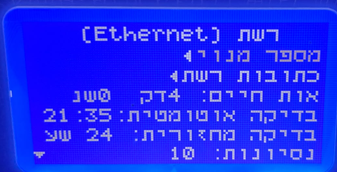 רשת (Ethernet)
מספר מנוי◀
כתובות רשת◀
אות חיים: 4דק 0שנ
בדיקה אוטומטית: 21:35
בדיקה מחזורית: 24 שע
נסיונות: 10